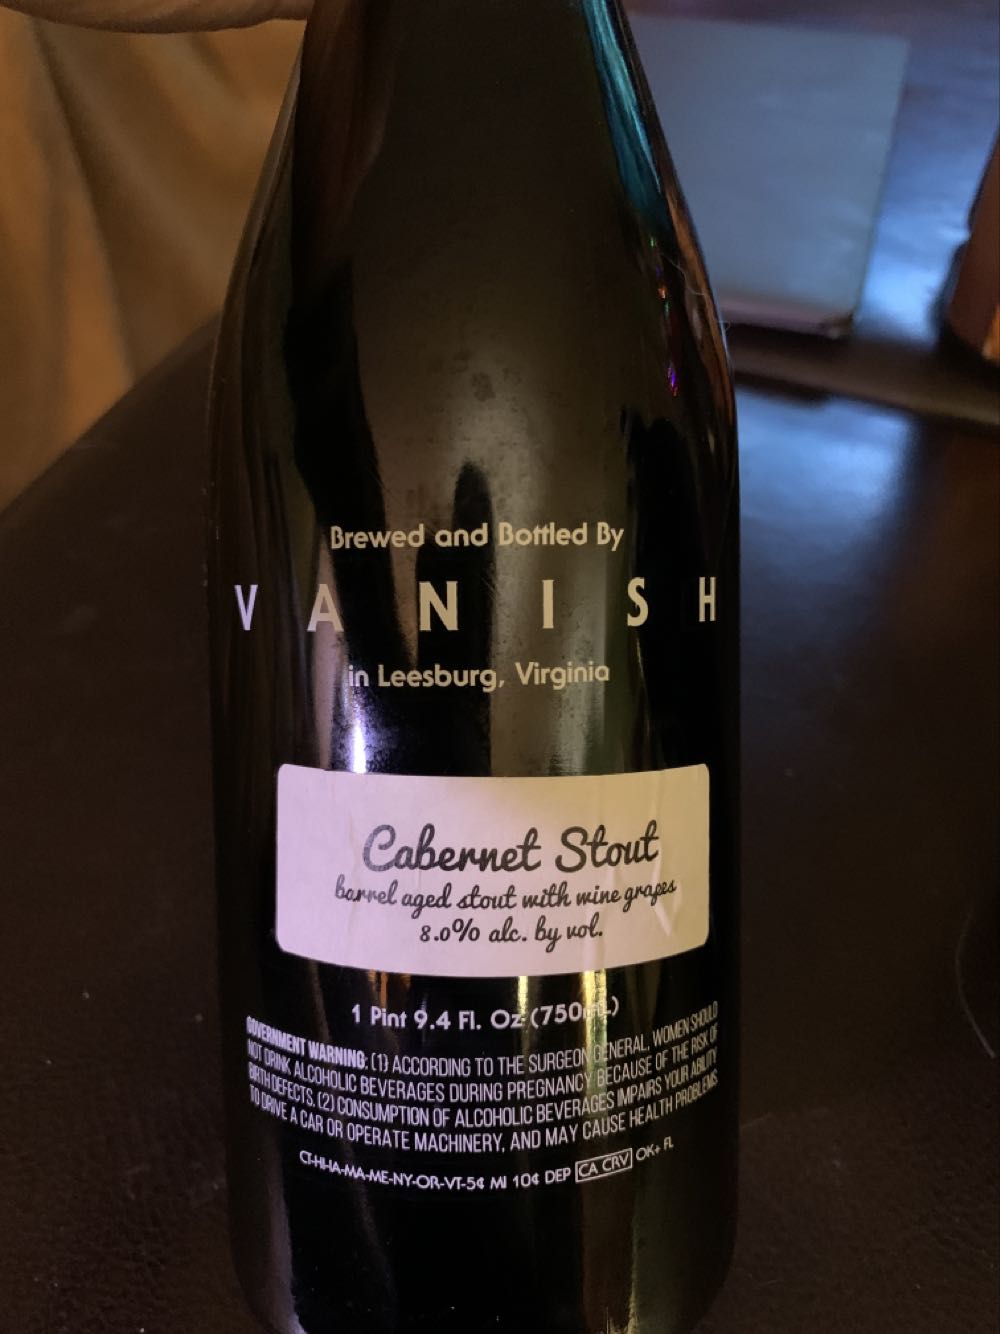 Brewed and Bottled By
VANISH
in Leesburg, Virginia
Cabernet Stout
barrel aged stout with wine grapes
8.0% alc. by vol.
1 Pint 9.4 Fl. Oz (750mL)
GOVERNMENT WARNING: (1) ACCORDING TO THE SURGEON GENERAL, WOMEN SHOULD
NOT DRINK ALCOHOLIC BEVERAGES DURING PREGNANCY BECAUSE OF THE RISK OF
BIRTH DEFECTS. (2) CONSUMPTION OF ALCOHOLIC BEVERAGES IMPAIRS YOUR ABILITY
TO DRIVE A CAR OR OPERATE MACHINERY, AND MAY CAUSE HEALTH PROBLEMS
CT-HI-IA-MA-ME-NY-OR-VT-5¢ MI 10¢ DEP CA CRV OK+ FL